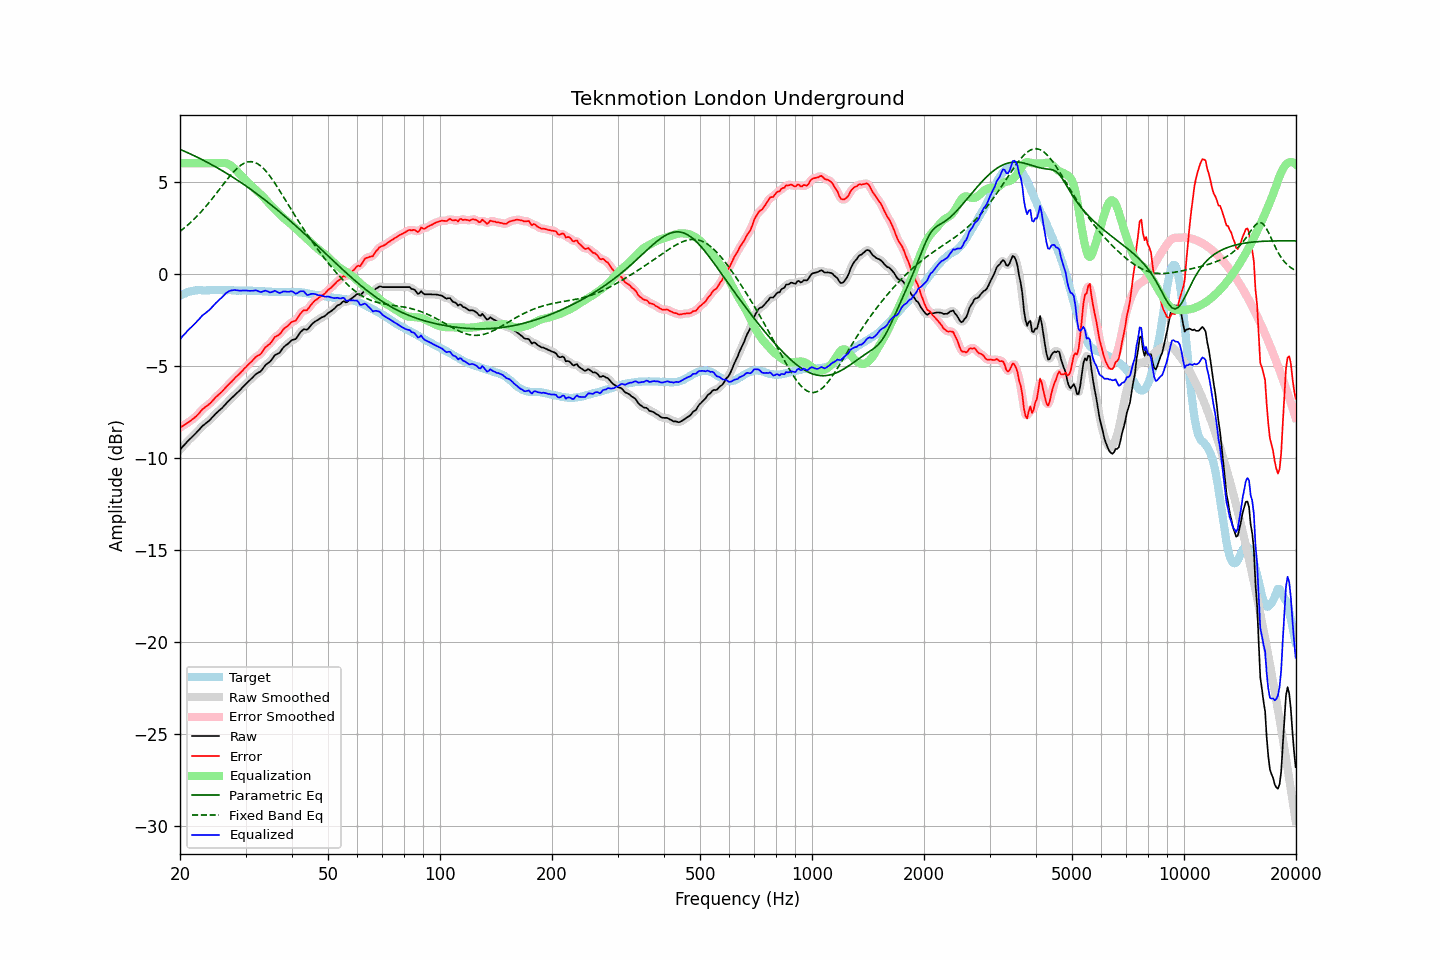 Teknmotion London Underground
Amplitude (dBr)
5
0
−5
−10
−15
−20
−25
−30
Target
Raw Smoothed
Error Smoothed
Raw
Error
Equalization
Parametric Eq
Fixed Band Eq
Equalized
20 50 100 200 500 1000 2000 5000 10000 20000
Frequency (Hz)